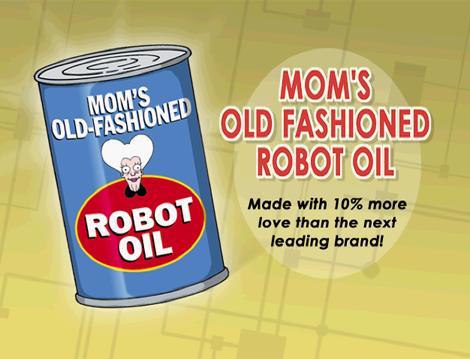 MOM'S
OLD-FASHIONED
ROBOT
OIL
MOM'S
OLD FASHIONED
ROBOT OIL
Made with 10% more
love than the next
leading brand!